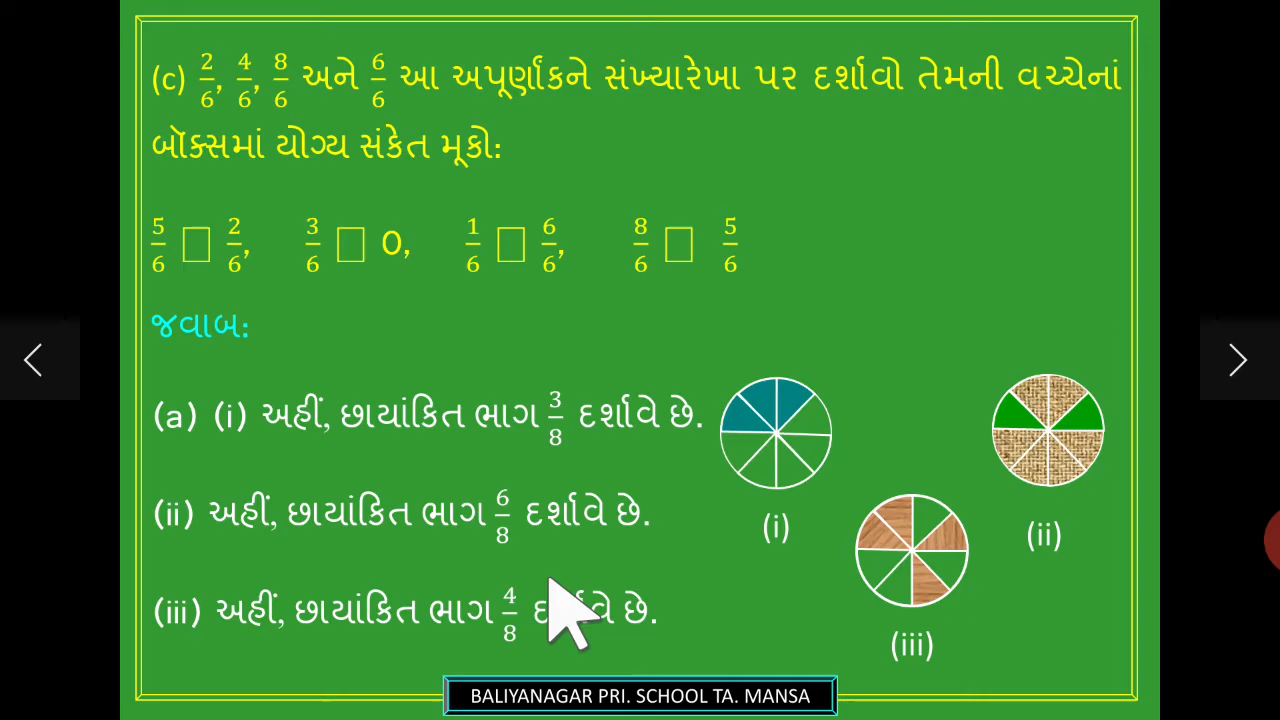 (c) 2/6, 4/6, 8/6 અને 6/6 આ અપૂર્ણાંકને સંખ્યારેખા પર દર્શાવો તેમની વચ્ચેનાં
બૉક્સમાં યોગ્ય સંકેત મૂકો:
5/6 □ 2/6, 3/6 □ 0, 1/6 □ 6/6, 8/6 □ 5/6
જવાબ:
(a) (i) અહીં, છાયાંકિત ભાગ 3/8 દર્શાવે છે.
(ii) અહીં, છાયાંકિત ભાગ 6/8 દર્શાવે છે.
(iii) અહીં, છાયાંકિત ભાગ 4/8 દર્શાવે છે.
(i)
(ii)
(iii)
BALIYANAGAR PRI. SCHOOL TA. MANSA